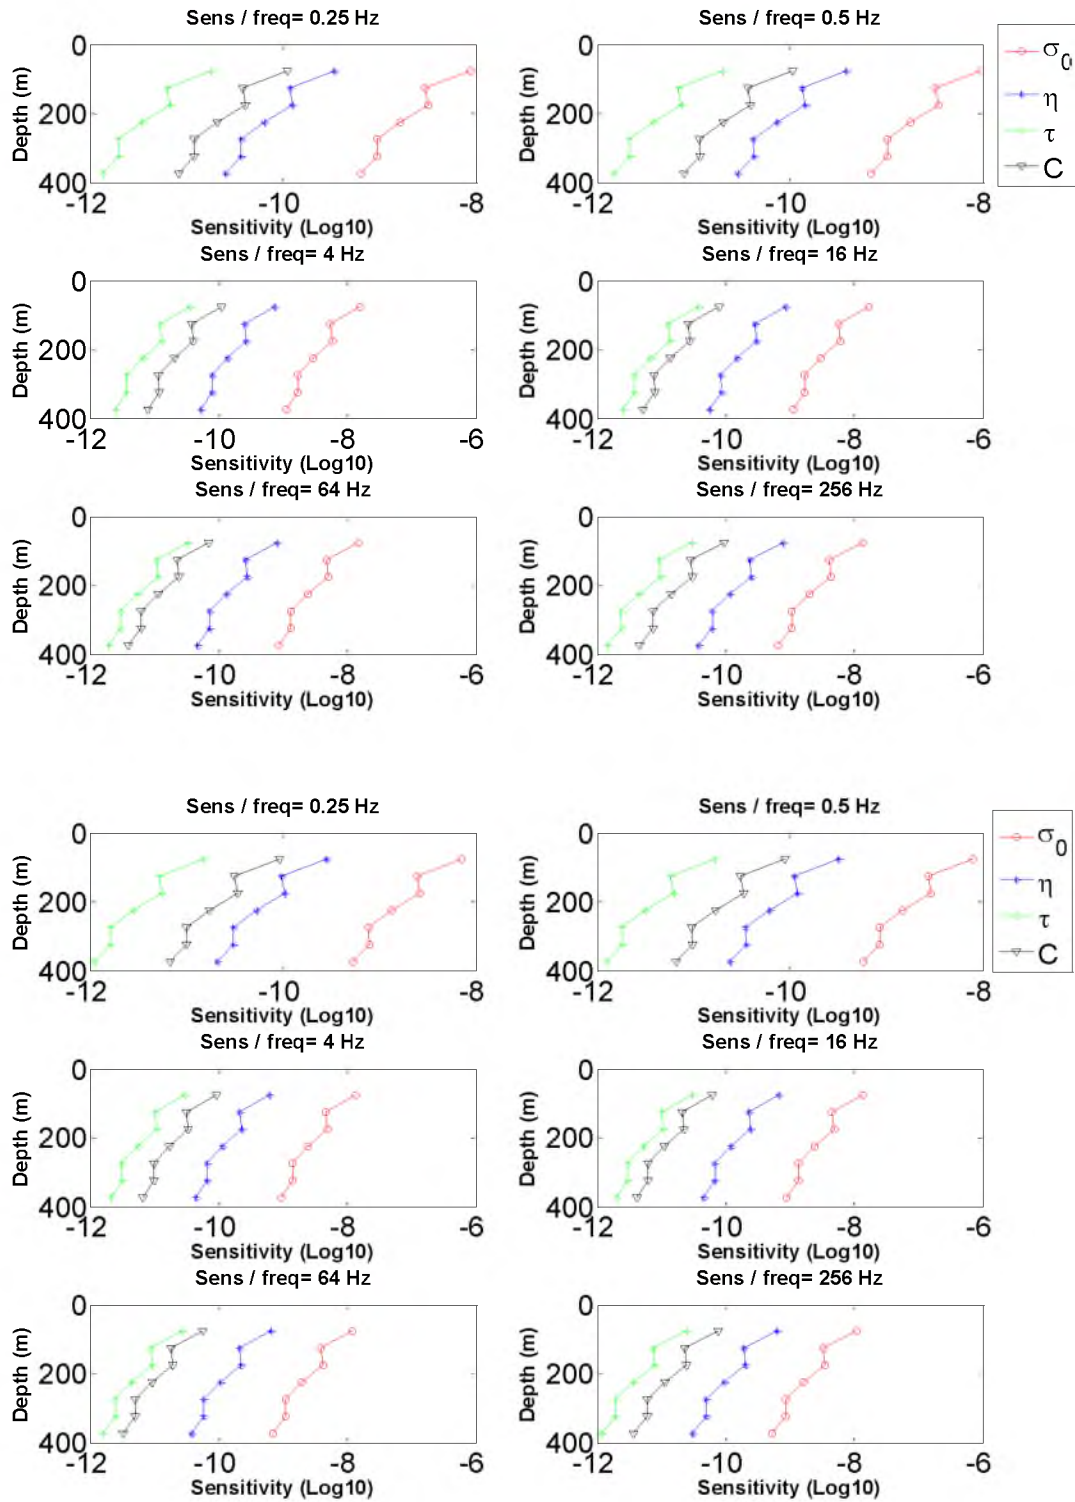 Sens / freq= 0.25 Hz
Sens / freq= 0.5 Hz
0
200
400
Depth (m)
-12
-10
-8
Sensitivity (Log10)
0
200
400
Depth (m)
-12
-10
-8
Sensitivity (Log10)
σ0
η
τ
C
Sens / freq= 4 Hz
Sens / freq= 16 Hz
0
200
400
Depth (m)
-12
-10
-8
-6
Sensitivity (Log10)
0
200
400
Depth (m)
-12
-10
-8
-6
Sensitivity (Log10)
Sens / freq= 64 Hz
Sens / freq= 256 Hz
0
200
400
Depth (m)
-12
-10
-8
-6
Sensitivity (Log10)
0
200
400
Depth (m)
-12
-10
-8
-6
Sensitivity (Log10)
Sens / freq= 0.25 Hz
Sens / freq= 0.5 Hz
0
200
400
Depth (m)
-12
-10
-8
Sensitivity (Log10)
0
200
400
Depth (m)
-12
-10
-8
Sensitivity (Log10)
σ0
η
τ
C
Sens / freq= 4 Hz
Sens / freq= 16 Hz
0
200
400
Depth (m)
-12
-10
-8
-6
Sensitivity (Log10)
0
200
400
Depth (m)
-12
-10
-8
-6
Sensitivity (Log10)
Sens / freq= 64 Hz
Sens / freq= 256 Hz
0
200
400
Depth (m)
-12
-10
-8
-6
Sensitivity (Log10)
0
200
400
Depth (m)
-12
-10
-8
-6
Sensitivity (Log10)